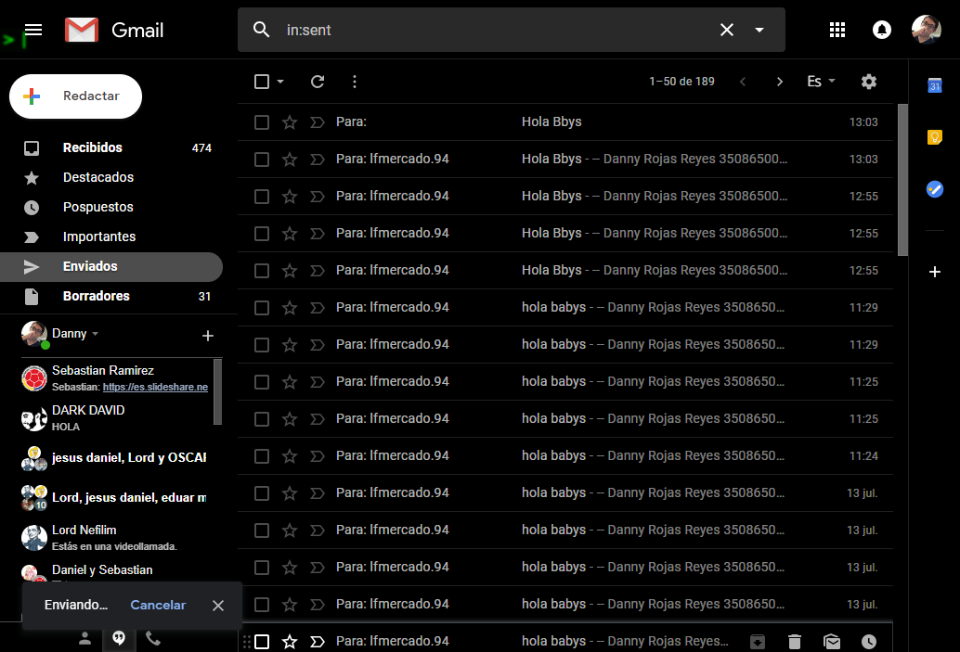 Gmail
in:sent
Redactar
1–50 de 189
Es
Recibidos 474
Destacados
Pospuestos
Importantes
Enviados
Borradores 31
Danny
Sebastian Ramirez
Sebastian: https://es.slideshare.ne
DARK DAVID
HOLA
jesus daniel, Lord y OSCAR
Lord, jesus daniel, eduar m
10
Lord Nefilim
Estás en una videollamada.
Daniel y Sebastian
Enviando... Cancelar
Para: Hola Bbys 13:03
Para: lfmercado.94 Hola Bbys - -- Danny Rojas Reyes 35086500... 13:03
Para: lfmercado.94 Hola Bbys - -- Danny Rojas Reyes 35086500... 12:55
Para: lfmercado.94 Hola Bbys - -- Danny Rojas Reyes 35086500... 12:55
Para: lfmercado.94 Hola Bbys - -- Danny Rojas Reyes 35086500... 12:55
Para: lfmercado.94 hola babys - -- Danny Rojas Reyes 3508650... 11:29
Para: lfmercado.94 hola babys - -- Danny Rojas Reyes 3508650... 11:29
Para: lfmercado.94 hola babys - -- Danny Rojas Reyes 3508650... 11:25
Para: lfmercado.94 hola babys - -- Danny Rojas Reyes 3508650... 11:25
Para: lfmercado.94 hola babys - -- Danny Rojas Reyes 3508650... 11:24
Para: lfmercado.94 hola babys - -- Danny Rojas Reyes 3508650... 13 jul.
Para: lfmercado.94 hola babys - -- Danny Rojas Reyes 3508650... 13 jul.
Para: lfmercado.94 hola babys - -- Danny Rojas Reyes 3508650... 13 jul.
Para: lfmercado.94 hola babys - -- Danny Rojas Reyes 3508650... 13 jul.
Para: lfmercado.94 hola babys - -- Danny Rojas Reyes...
31